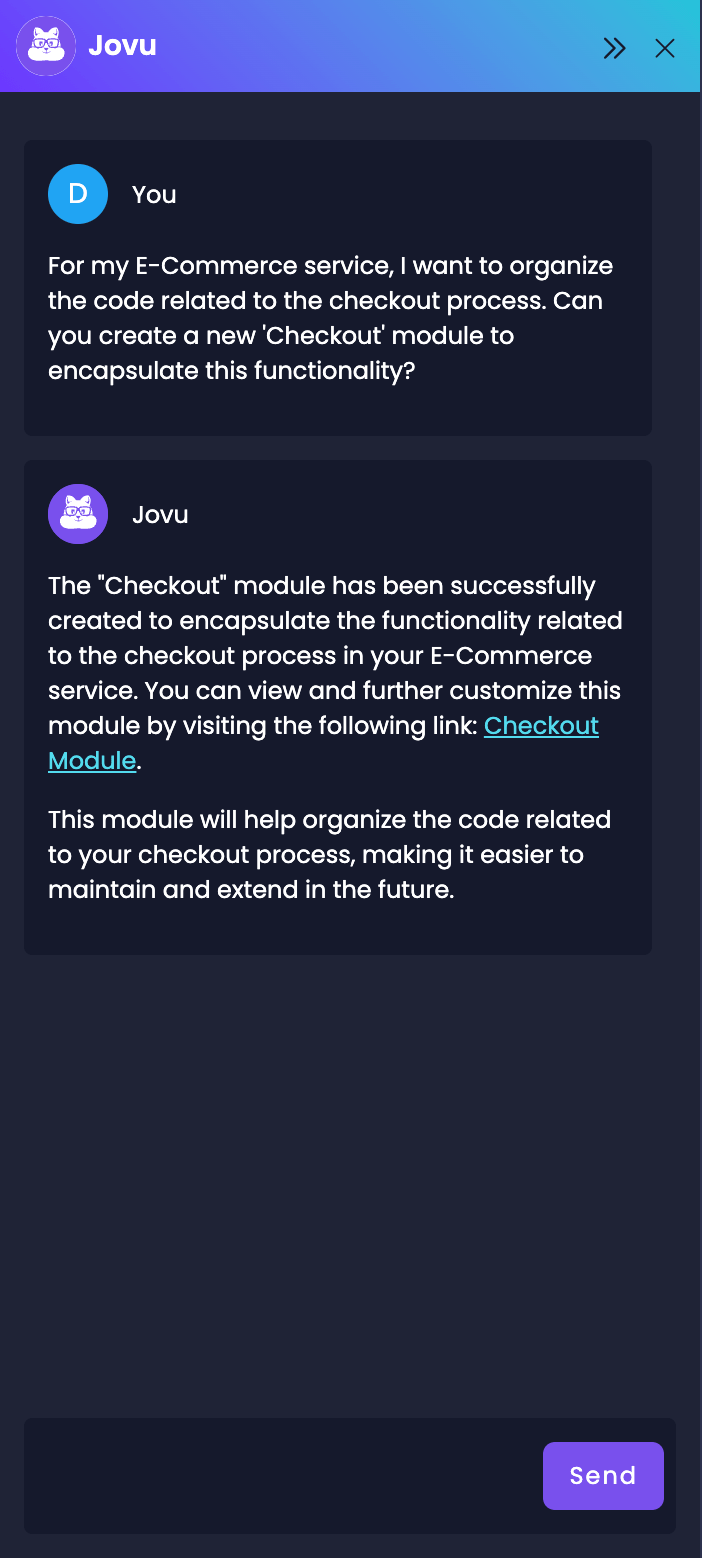 Jovu
D
You
For my E-Commerce service, I want to organize
the code related to the checkout process. Can
you create a new 'Checkout' module to
encapsulate this functionality?
Jovu
The "Checkout" module has been successfully
created to encapsulate the functionality related
to the checkout process in your E-Commerce
service. You can view and further customize this
module by visiting the following link: Checkout
Module.
This module will help organize the code related
to your checkout process, making it easier to
maintain and extend in the future.
Send